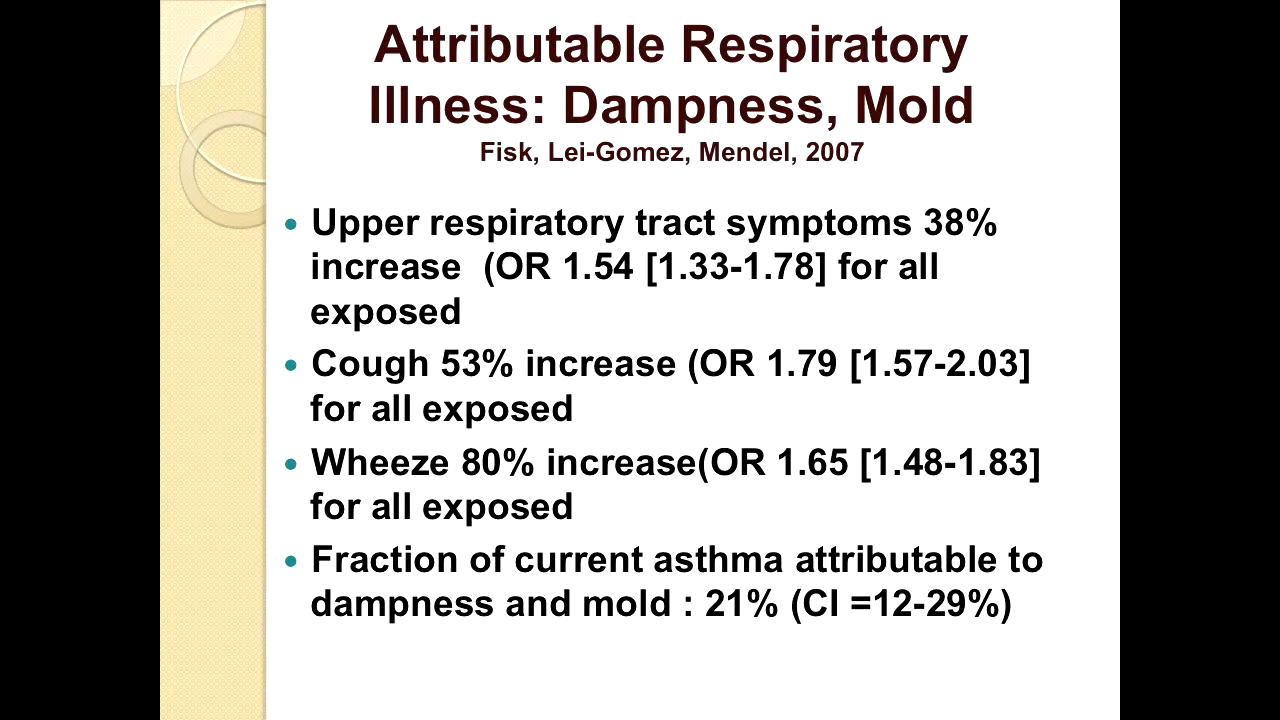 Attributable Respiratory
Illness: Dampness, Mold
Fisk, Lei-Gomez, Mendel, 2007
• Upper respiratory tract symptoms 38%
increase  (OR 1.54 [1.33-1.78] for all
exposed
• Cough 53% increase (OR 1.79 [1.57-2.03]
for all exposed
• Wheeze 80% increase(OR 1.65 [1.48-1.83]
for all exposed
• Fraction of current asthma attributable to
dampness and mold : 21% (CI =12-29%)